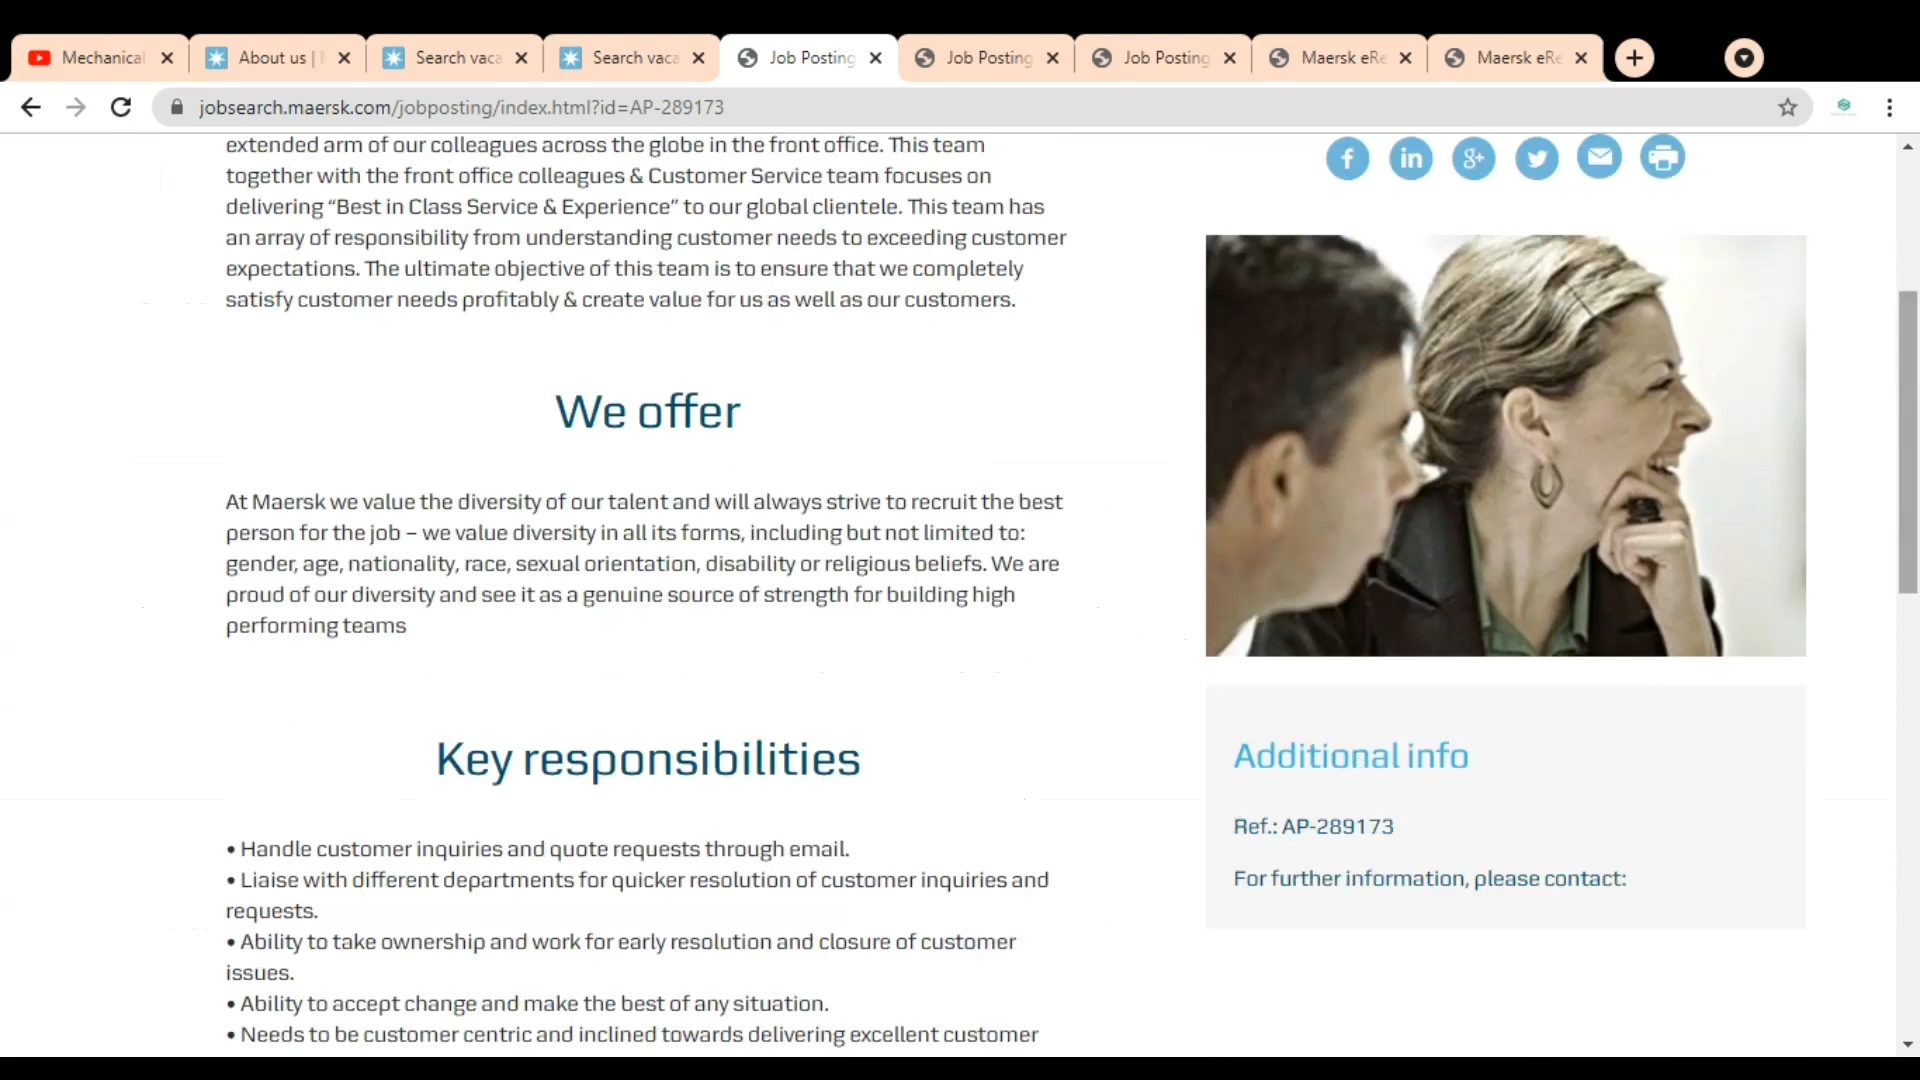 Mechanical
About us |
Search vaca
Search vaca
Job Posting
Job Posting
Job Posting
Maersk eRe
Maersk eRe
jobsearch.maersk.com/jobposting/index.html?id=AP-289173
extended arm of our colleagues across the globe in the front office. This team
together with the front office colleagues & Customer Service team focuses on
delivering “Best in Class Service & Experience” to our global clientele. This team has
an array of responsibility from understanding customer needs to exceeding customer
expectations. The ultimate objective of this team is to ensure that we completely
satisfy customer needs profitably & create value for us as well as our customers.
We offer
At Maersk we value the diversity of our talent and will always strive to recruit the best
person for the job – we value diversity in all its forms, including but not limited to:
gender, age, nationality, race, sexual orientation, disability or religious beliefs. We are
proud of our diversity and see it as a genuine source of strength for building high
performing teams
Key responsibilities
• Handle customer inquiries and quote requests through email.
• Liaise with different departments for quicker resolution of customer inquiries and
requests.
• Ability to take ownership and work for early resolution and closure of customer
issues.
• Ability to accept change and make the best of any situation.
• Needs to be customer centric and inclined towards delivering excellent customer
f
in
g+
Additional info
Ref.: AP-289173
For further information, please contact: